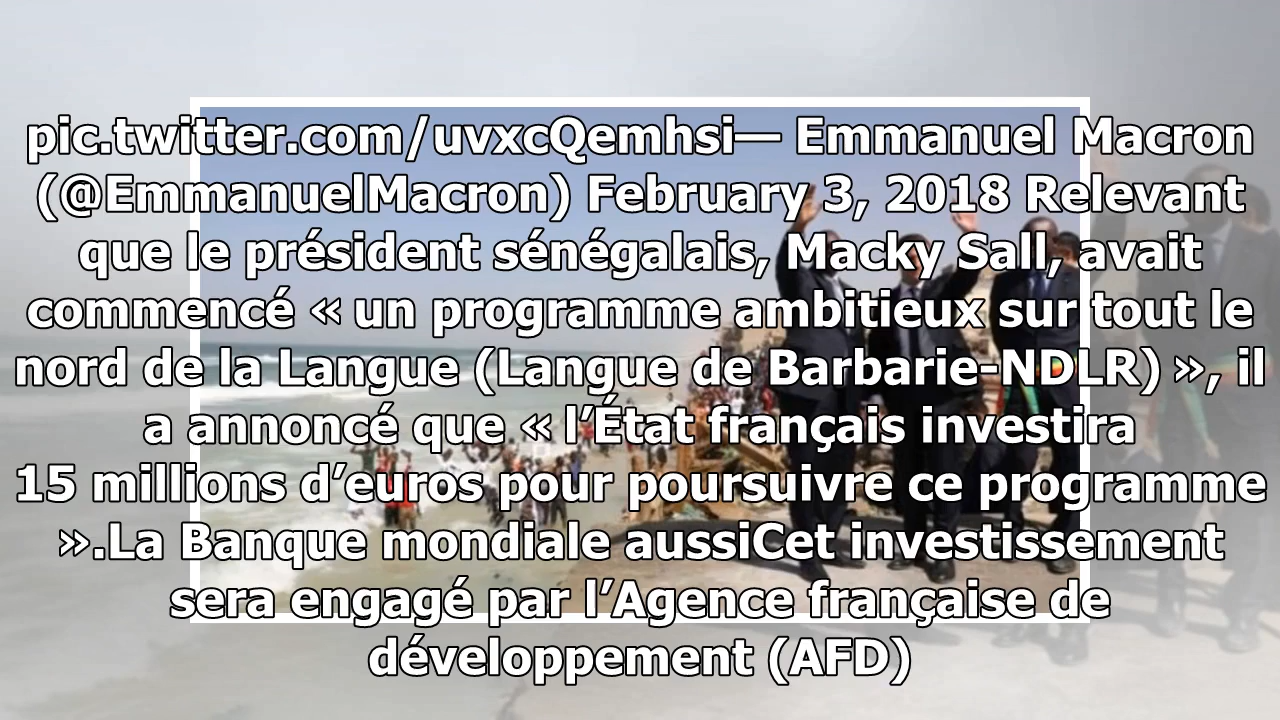 pic.twitter.com/uvxcQemhsi— Emmanuel Macron
(@EmmanuelMacron) February 3, 2018 Relevant
que le président sénégalais, Macky Sall, avait
commencé « un programme ambitieux sur tout le
nord de la Langue (Langue de Barbarie-NDLR) », il
a annoncé que « l’État français investira
15 millions d’euros pour poursuivre ce programme
».La Banque mondiale aussiCet investissement
sera engagé par l’Agence française de
développement (AFD)